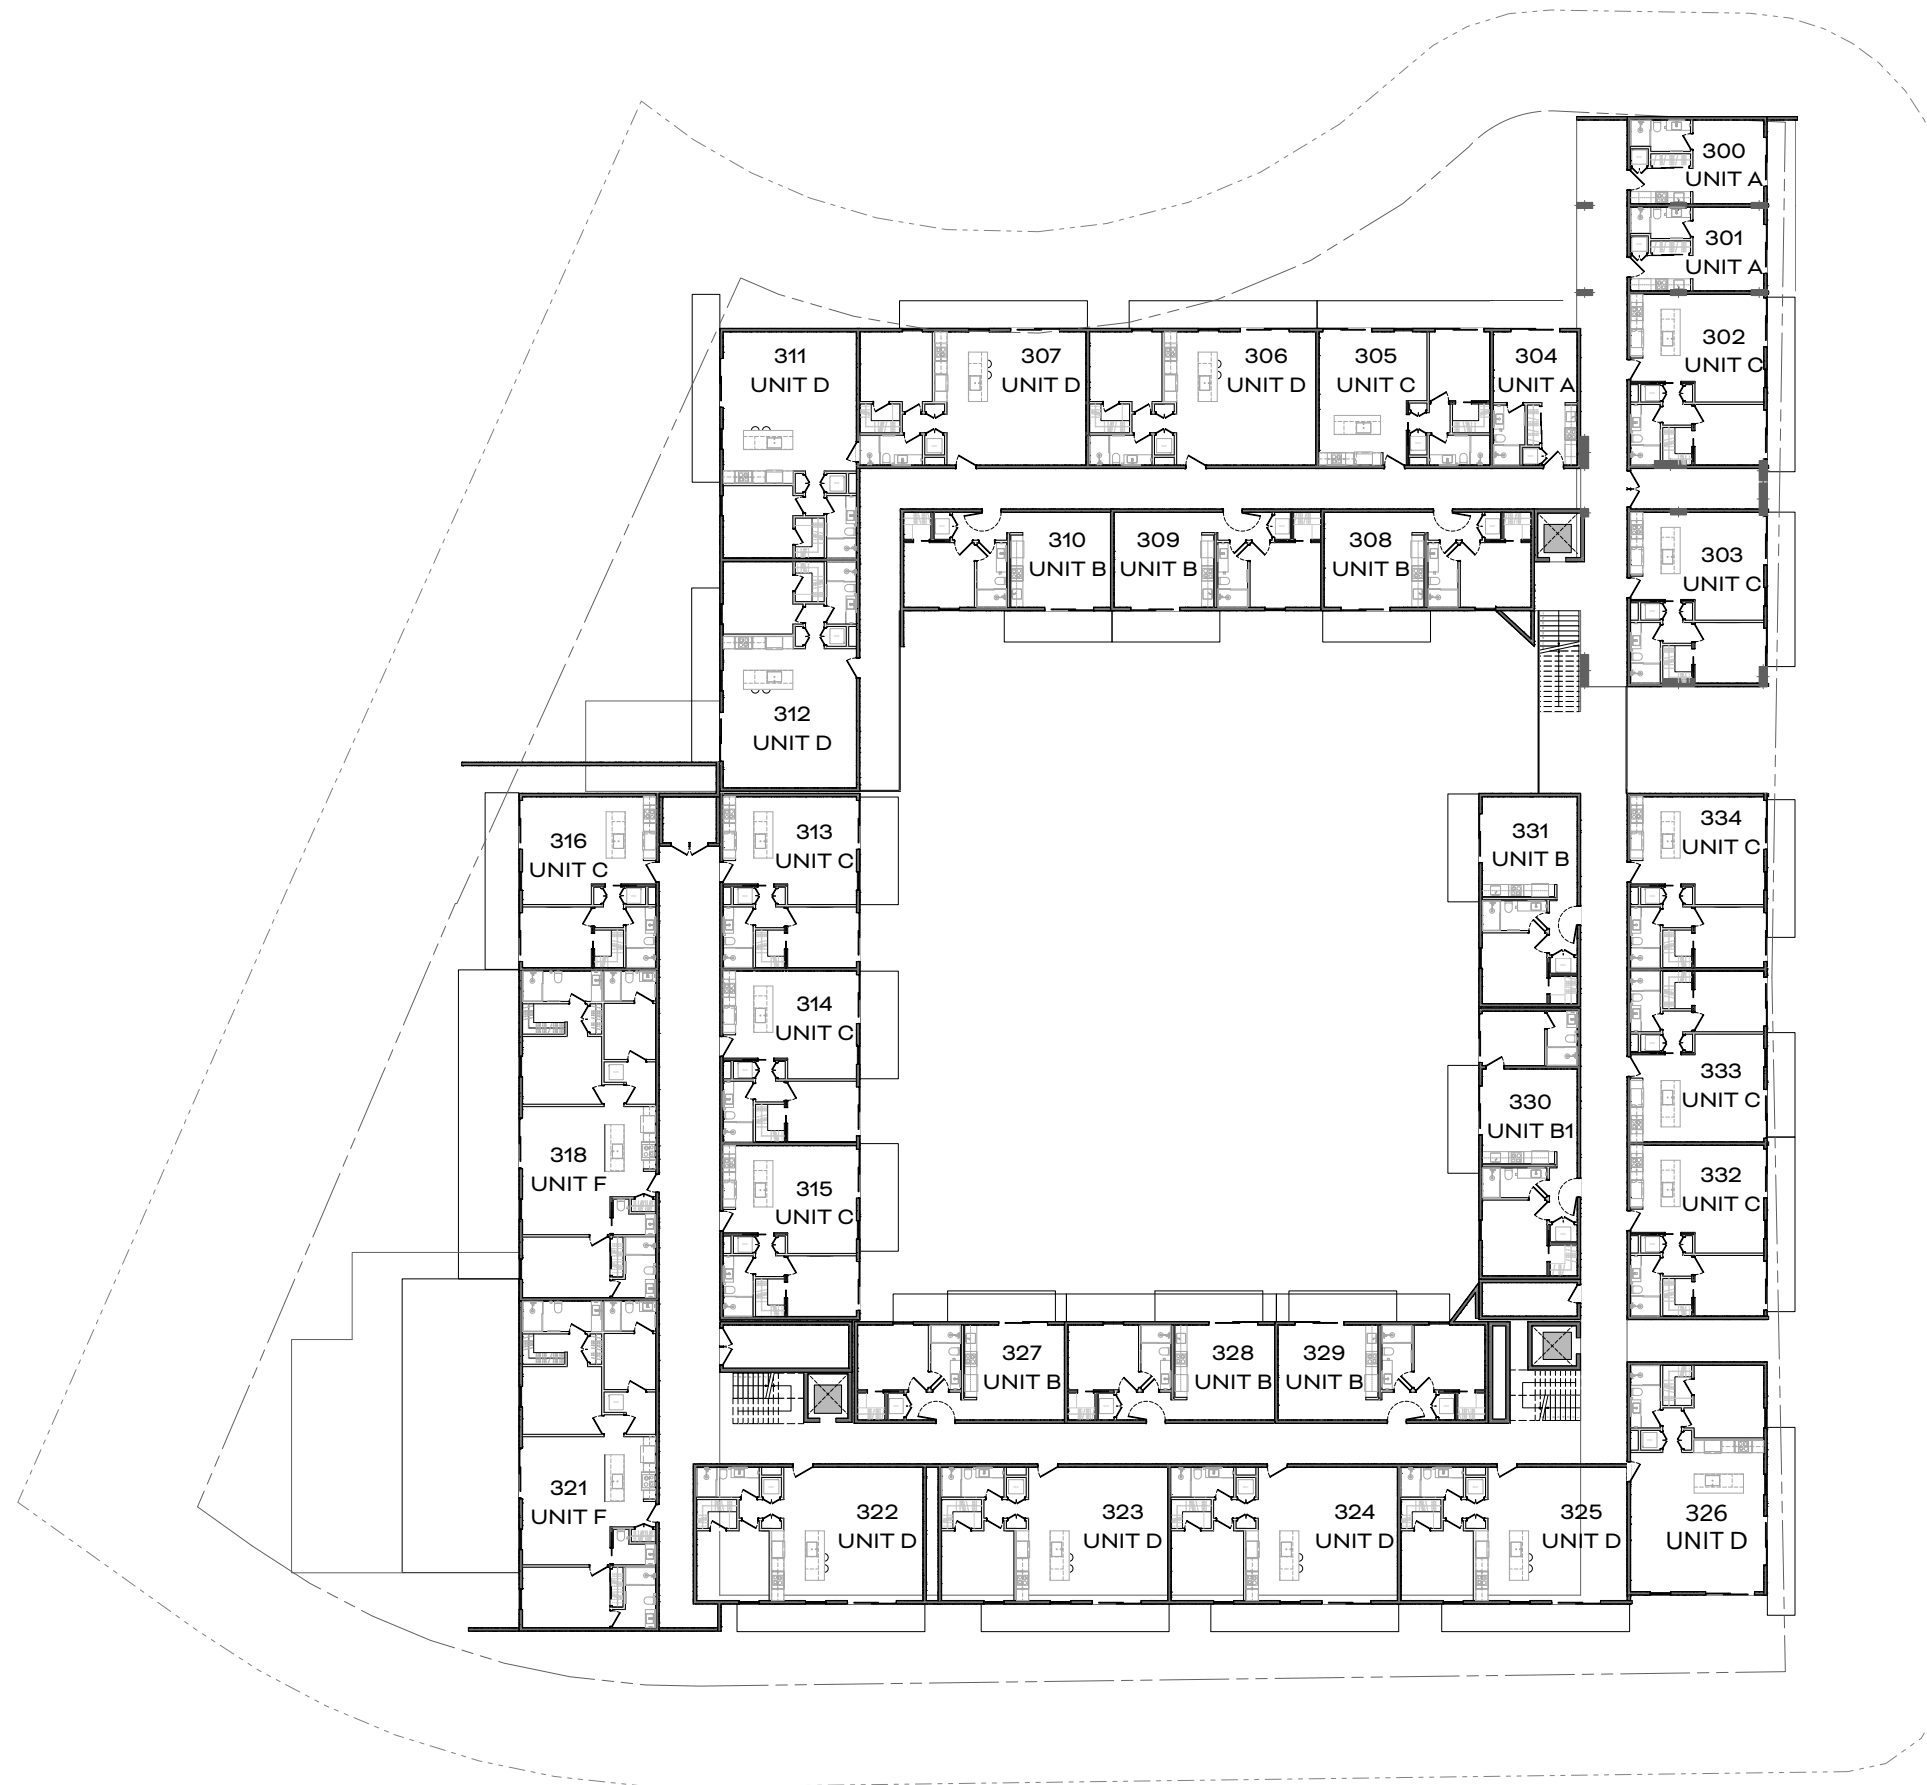 300
UNIT A
301
UNIT A
302
UNIT C
311
UNIT D
307
UNIT D
306
UNIT D
305
UNIT C
304
UNIT A
310
UNIT B
309
UNIT B
308
UNIT B
303
UNIT C
312
UNIT D
316
UNIT C
313
UNIT C
331
UNIT B
334
UNIT C
314
UNIT C
333
UNIT C
330
UNIT B1
318
UNIT F
315
UNIT C
332
UNIT C
327
UNIT B
328
UNIT B
329
UNIT B
321
UNIT F
322
UNIT D
323
UNIT D
324
UNIT D
325
UNIT D
326
UNIT D